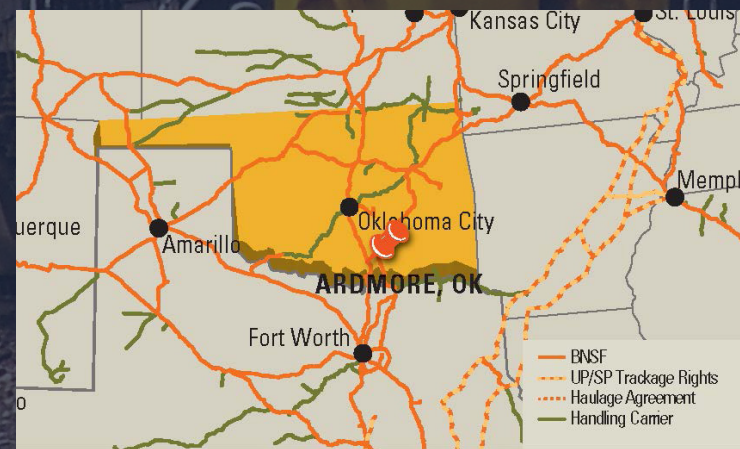 Kansas City
St. Louis
Springfield
Oklahoma City
Memp
uerque
Amarillo
ARDMORE, OK
Fort Worth
BNSF
UP/SP Trackage Rights
Haulage Agreement
Handling Carrier